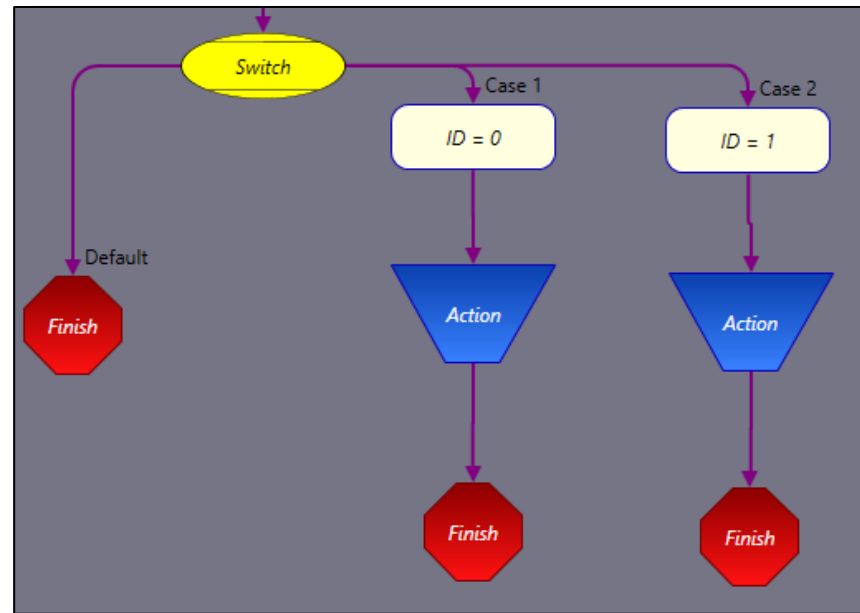 Switch
Case 1
Case 2
ID = 0
ID = 1
Default
Finish
Action
Action
Finish
Finish